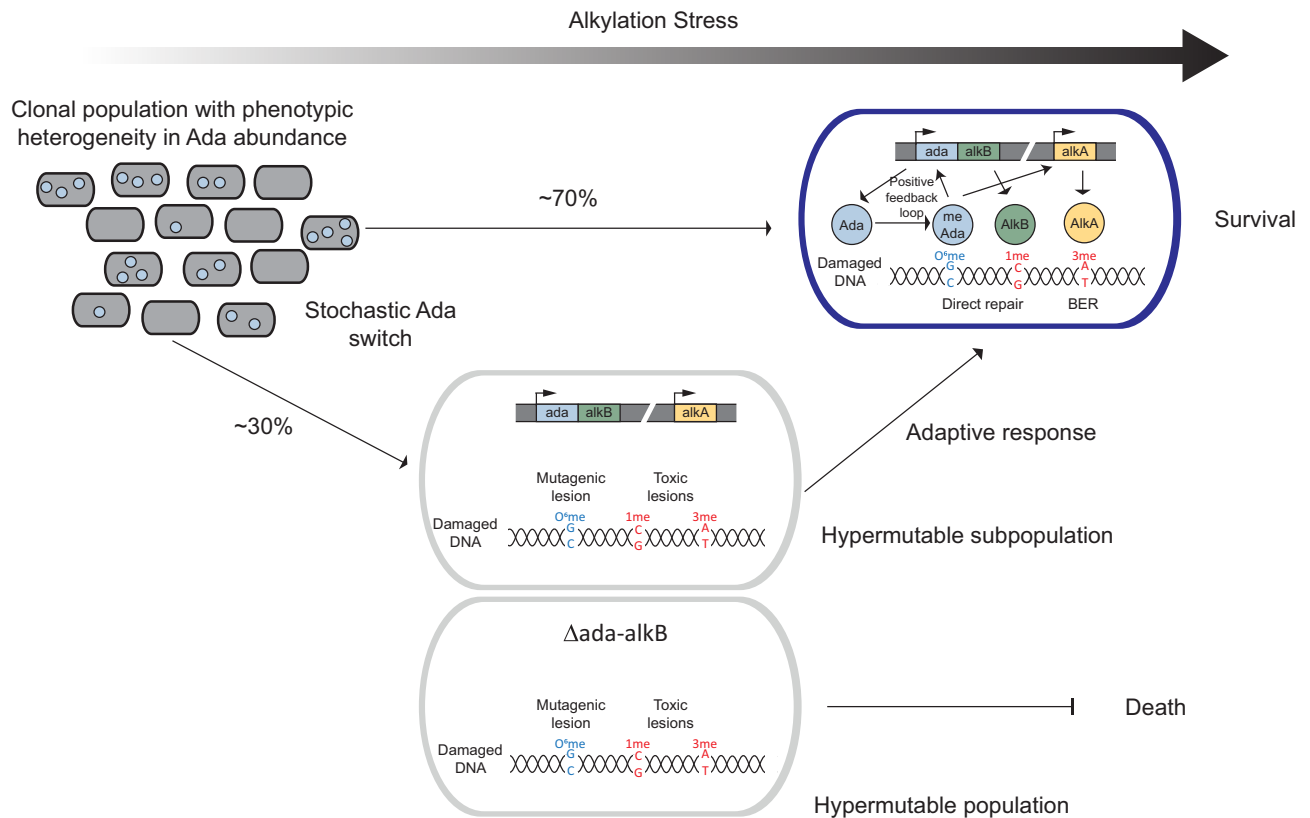 Alkylation Stress
Clonal population with phenotypic
heterogeneity in Ada abundance
Stochastic Ada
switch
~70%
~30%
ada alkB alkA
Positive
feedback
loop
Ada
me
Ada
AlkB
AlkA
Damaged
DNA
O⁶me
G
C
1me
C
G
3me
A
T
Direct repair
BER
Survival
ada alkB alkA
Mutagenic
lesion
Toxic
lesions
Damaged
DNA
O⁶me
G
C
1me
C
G
3me
A
T
Adaptive response
Hypermutable subpopulation
Δada-alkB
Mutagenic
lesion
Toxic
lesions
Damaged
DNA
O⁶me
G
C
1me
C
G
3me
A
T
Death
Hypermutable population